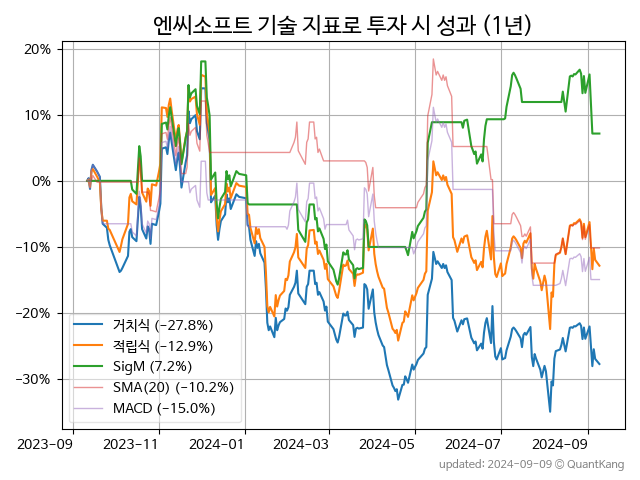 엔씨소프트 기술 지표로 투자 시 성과 (1년)
20%
10%
0%
−10%
−20%
−30%
거치식 (−27.8%)
적립식 (−12.9%)
SigM (7.2%)
SMA(20) (−10.2%)
MACD (−15.0%)
2023-09
2023-11
2024-01
2024-03
2024-05
2024-07
2024-09
updated: 2024-09-09 © QuantKang